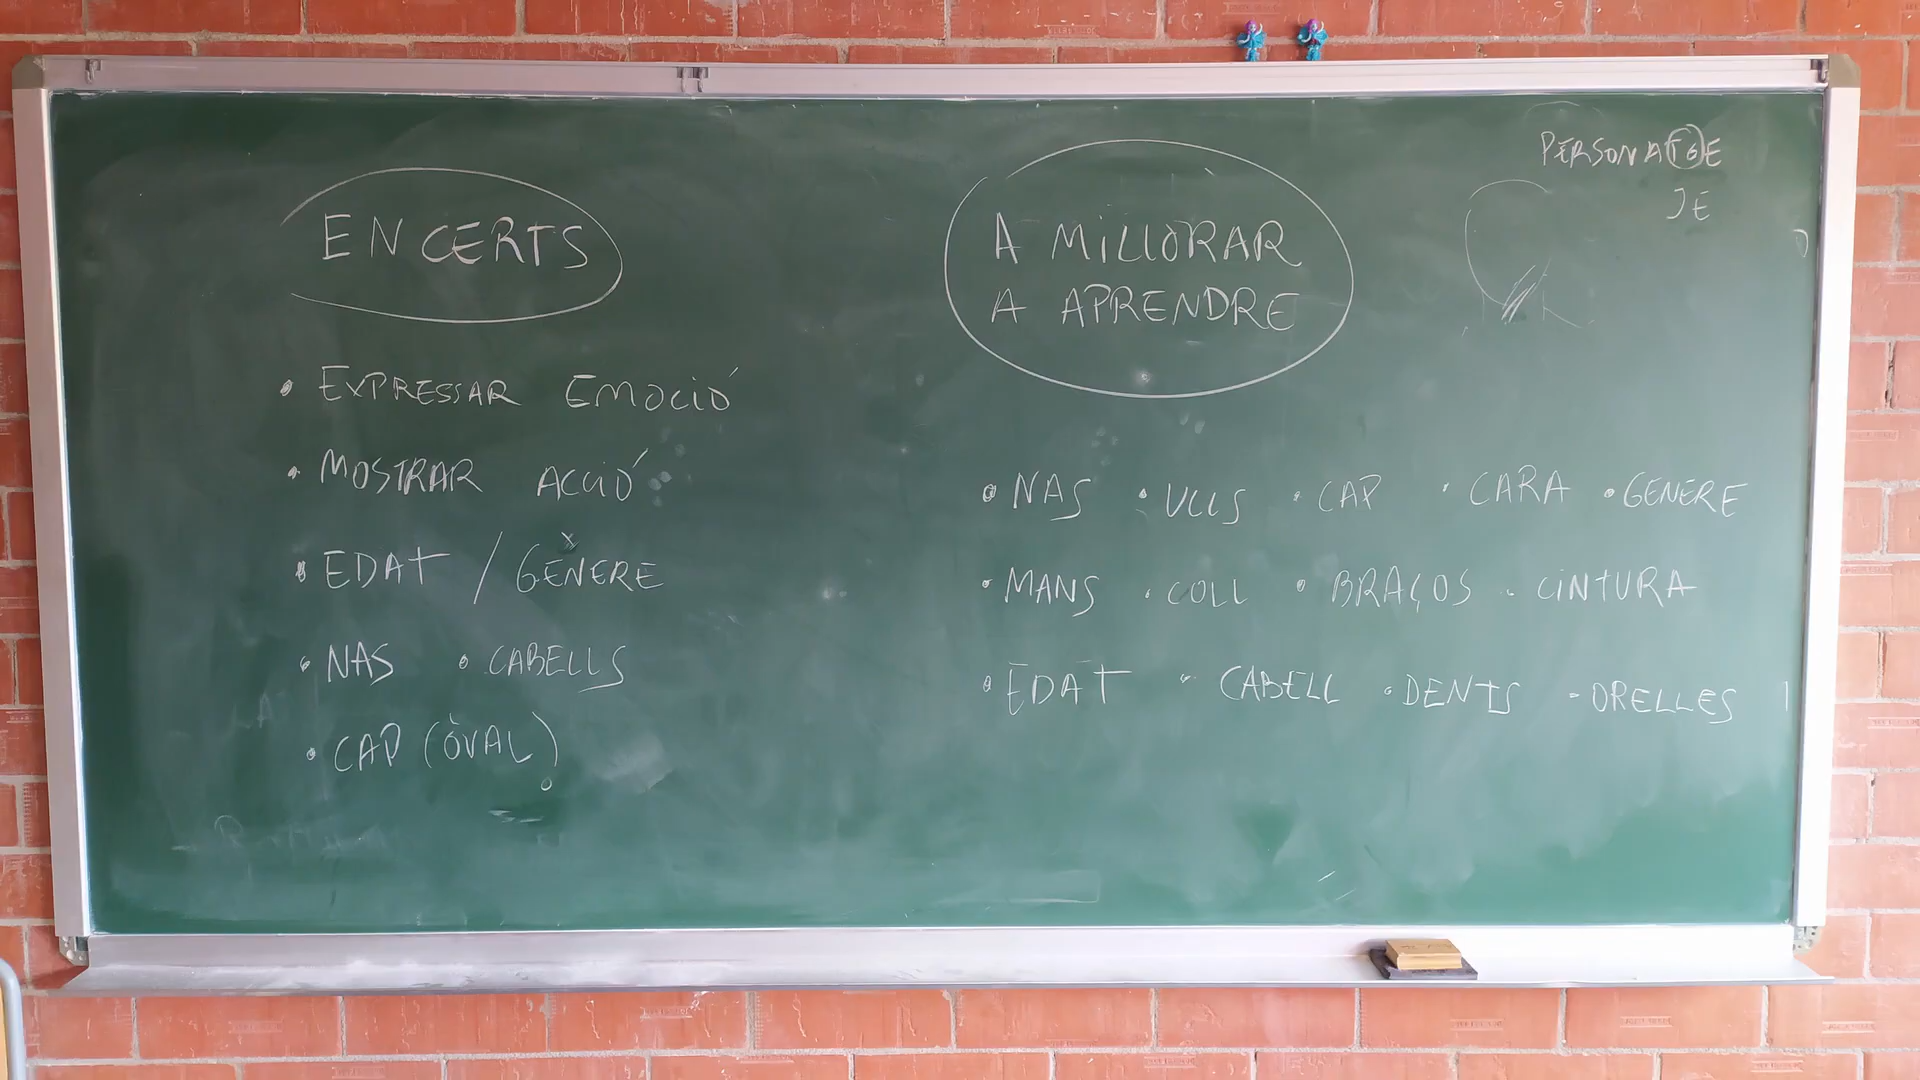 ENCERTS
• EXPRESSAR EMOCIÓ
• MOSTRAR ACCIÓ
• EDAT / GÈNERE
• NAS • CABELLS
• CAP (ÒVAL)
A MILLORAR
A APRENDRE
• NAS • ULLS • CAP • CARA • GENERE
• MANS • COLL • BRAÇOS • CINTURA
• EDAT • CABELL • DENTS • ORELLES
PERSONATGE
JE